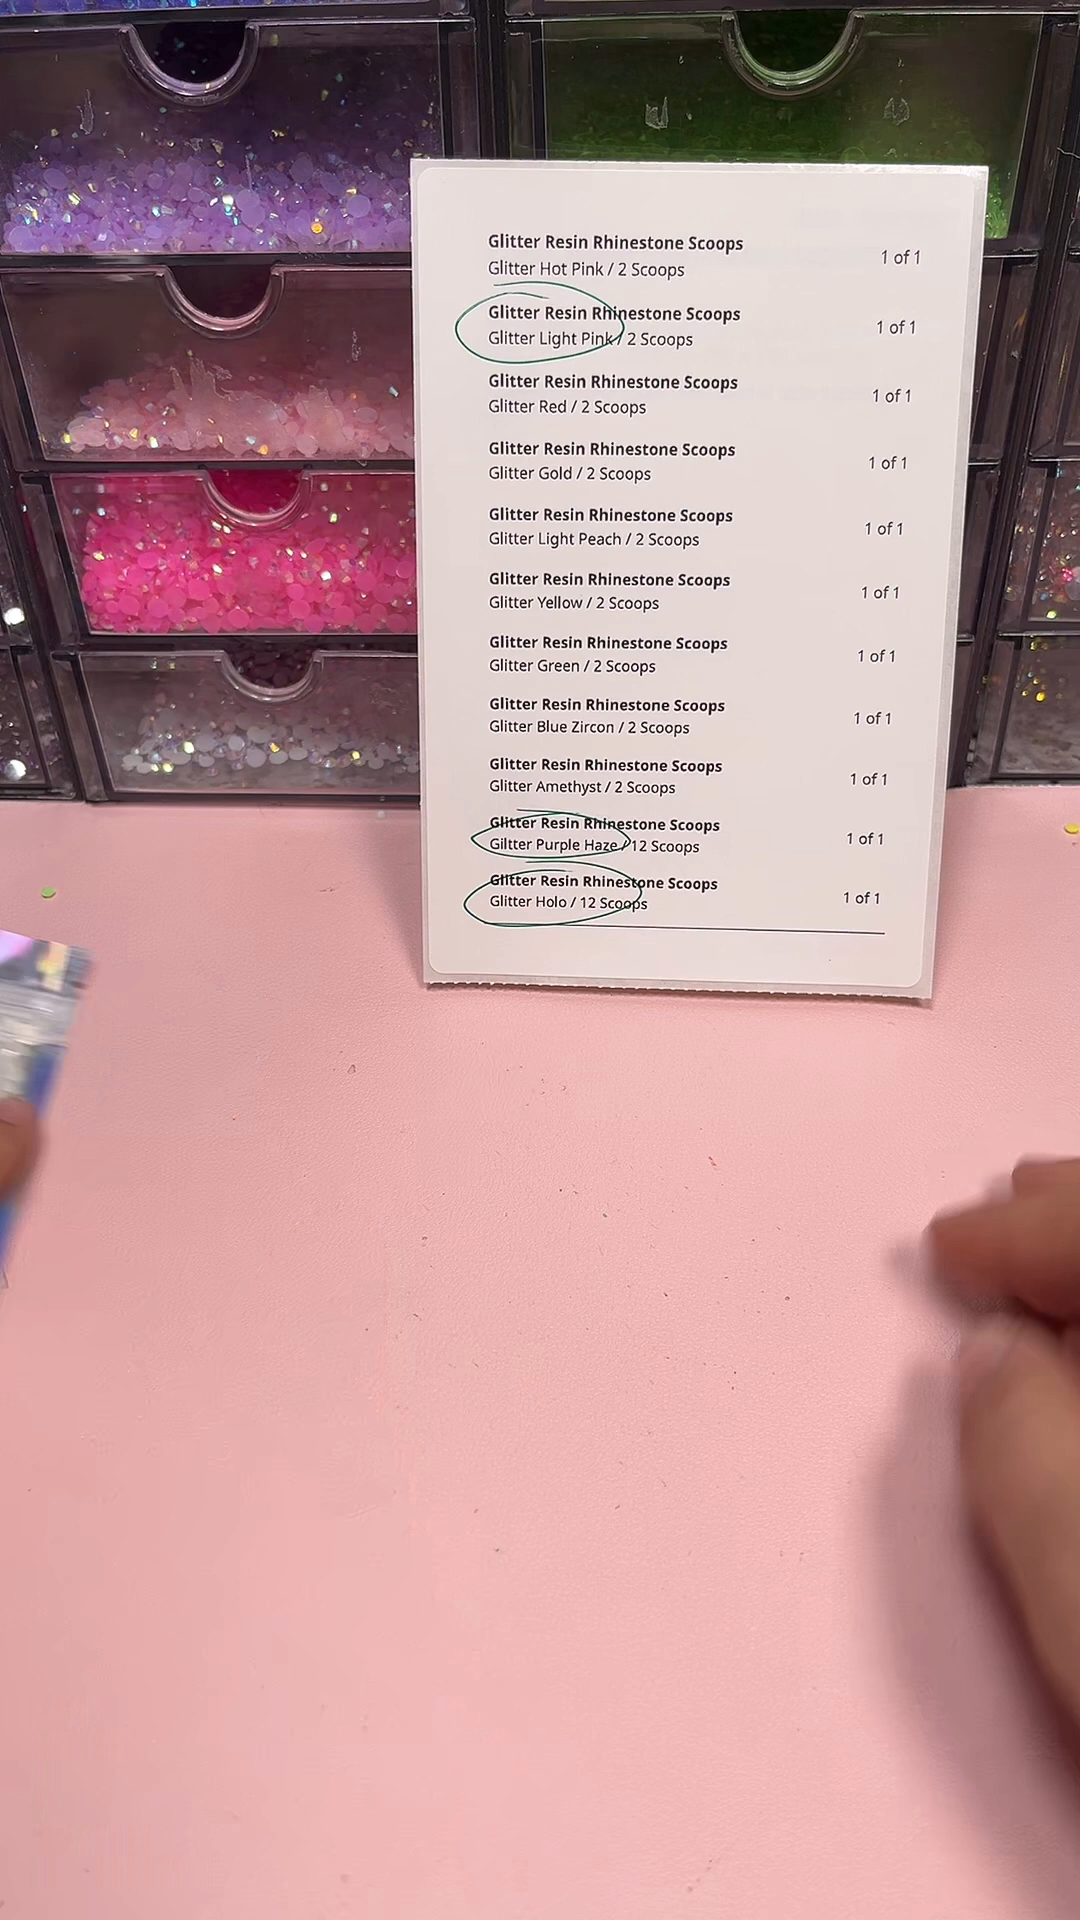 Glitter Resin Rhinestone Scoops
Glitter Hot Pink / 2 Scoops
1 of 1
Glitter Resin Rhinestone Scoops
Glitter Light Pink / 2 Scoops
1 of 1
Glitter Resin Rhinestone Scoops
Glitter Red / 2 Scoops
1 of 1
Glitter Resin Rhinestone Scoops
Glitter Gold / 2 Scoops
1 of 1
Glitter Resin Rhinestone Scoops
Glitter Light Peach / 2 Scoops
1 of 1
Glitter Resin Rhinestone Scoops
Glitter Yellow / 2 Scoops
1 of 1
Glitter Resin Rhinestone Scoops
Glitter Green / 2 Scoops
1 of 1
Glitter Resin Rhinestone Scoops
Glitter Blue Zircon / 2 Scoops
1 of 1
Glitter Resin Rhinestone Scoops
Glitter Amethyst / 2 Scoops
1 of 1
Glitter Resin Rhinestone Scoops
Giltter Purple Haze / 12 Scoops
1 of 1
Glitter Resin Rhinestone Scoops
Glitter Holo / 12 Scoops
1 of 1